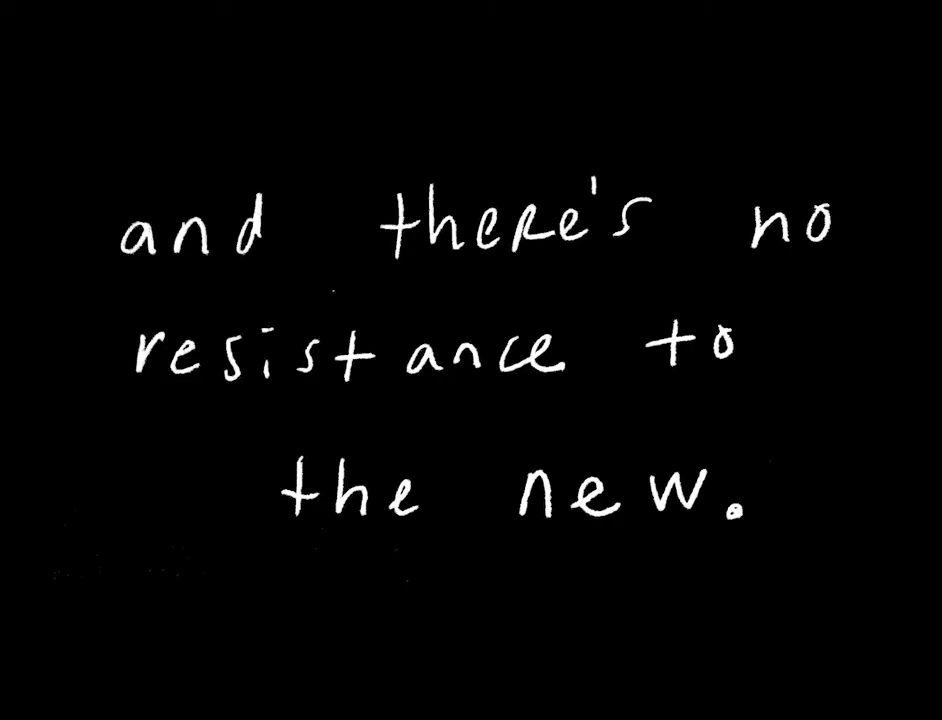 and there's no
resistance to
the new.